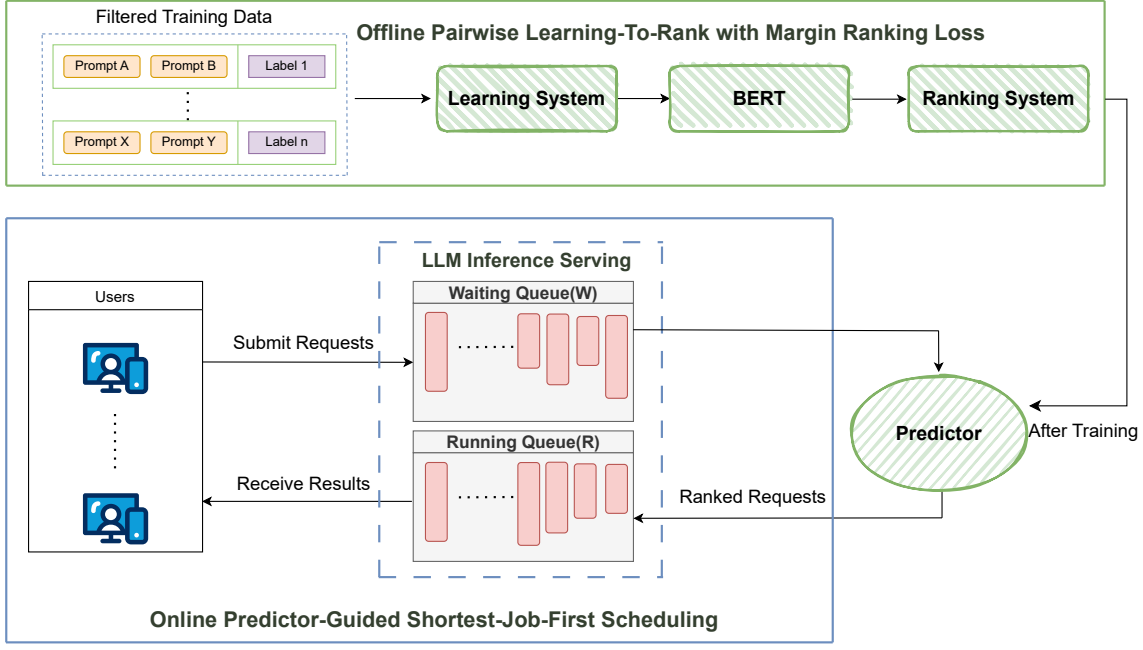 Filtered Training Data
Offline Pairwise Learning-To-Rank with Margin Ranking Loss
Prompt A Prompt B Label 1
Prompt X Prompt Y Label n
Learning System BERT Ranking System
LLM Inference Serving
Users
Waiting Queue(W)
Submit Requests
Running Queue(R)
Receive Results
Ranked Requests
Predictor
After Training
Online Predictor-Guided Shortest-Job-First Scheduling